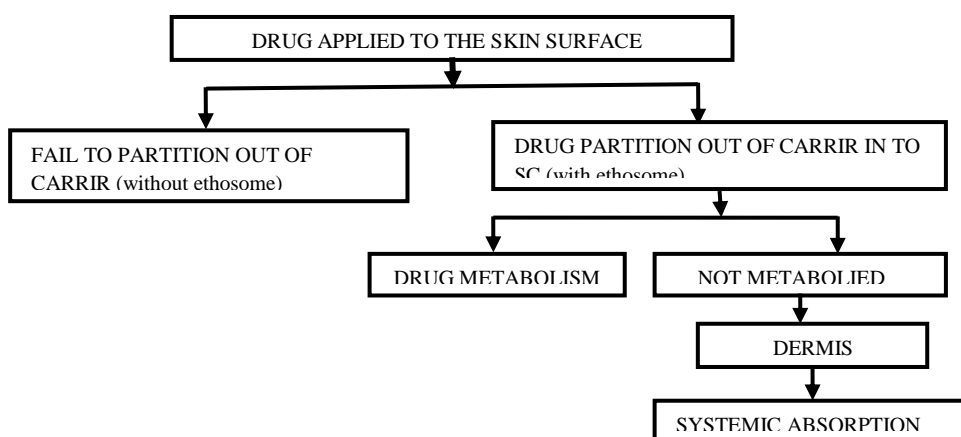 DRUG APPLIED TO THE SKIN SURFACE
FAIL TO PARTITION OUT OF
CARRIR (without ethosome)
DRUG PARTITION OUT OF CARRIR IN TO
SC (with ethosome)
DRUG METABOLISM
NOT METABOLIED
DERMIS
SYSTEMIC ABSORPTION